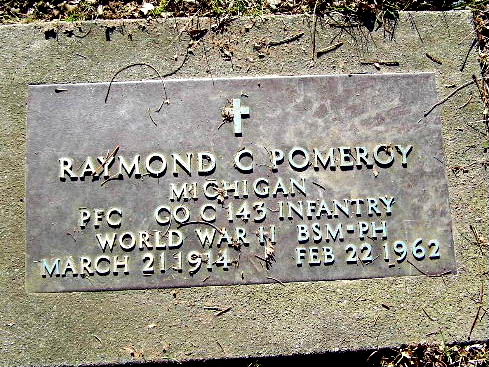 RAYMOND C POMEROY
MICHIGAN
PFC CO C 143 INFANTRY
WORLD WAR II BSM-PH
MARCH 21 1914 FEB 22 1962